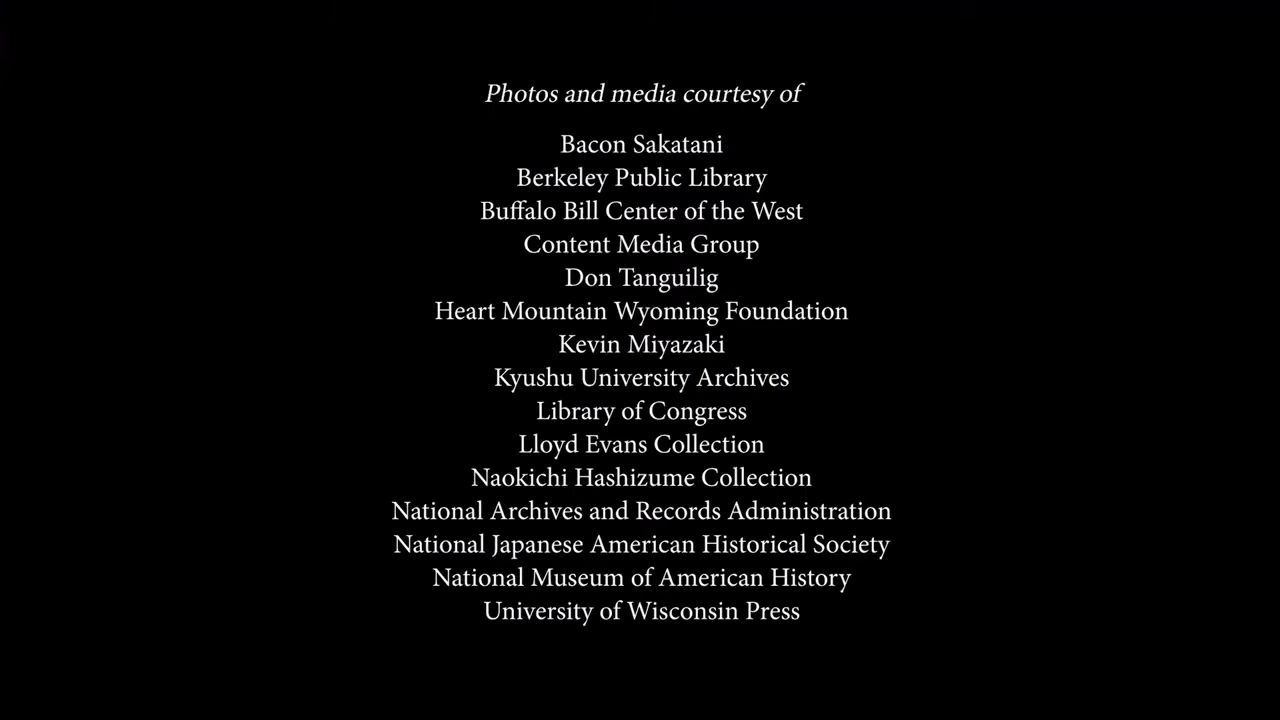 Photos and media courtesy of
Bacon Sakatani
Berkeley Public Library
Buffalo Bill Center of the West
Content Media Group
Don Tanguilig
Heart Mountain Wyoming Foundation
Kevin Miyazaki
Kyushu University Archives
Library of Congress
Lloyd Evans Collection
Naokichi Hashizume Collection
National Archives and Records Administration
National Japanese American Historical Society
National Museum of American History
University of Wisconsin Press